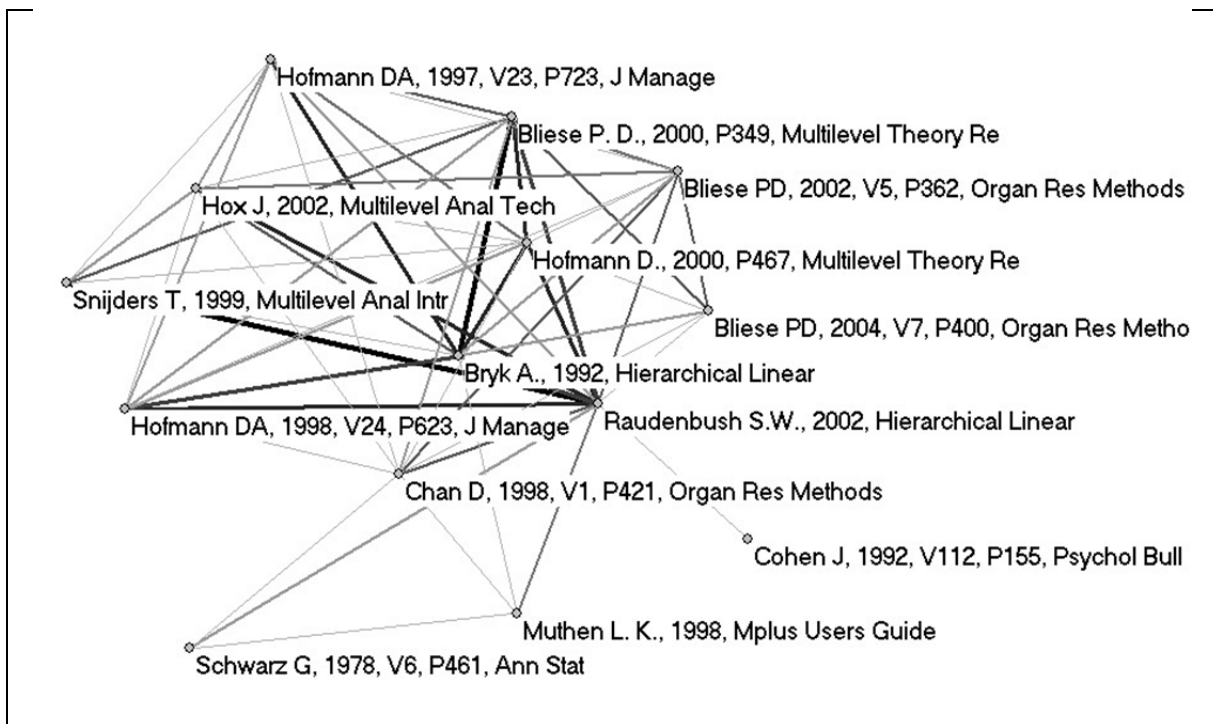 Hofmann DA, 1997, V23, P723, J Manage
Bliese P. D., 2000, P349, Multilevel Theory Re
Bliese PD, 2002, V5, P362, Organ Res Methods
Hox J, 2002, Multilevel Anal Tech
Hofmann D., 2000, P467, Multilevel Theory Re
Snijders T, 1999, Multilevel Anal Intr
Bliese PD, 2004, V7, P400, Organ Res Metho
Bryk A., 1992, Hierarchical Linear
Hofmann DA, 1998, V24, P623, J Manage
Raudenbush S.W., 2002, Hierarchical Linear
Chan D, 1998, V1, P421, Organ Res Methods
Cohen J, 1992, V112, P155, Psychol Bull
Muthen L. K., 1998, Mplus Users Guide
Schwarz G, 1978, V6, P461, Ann Stat